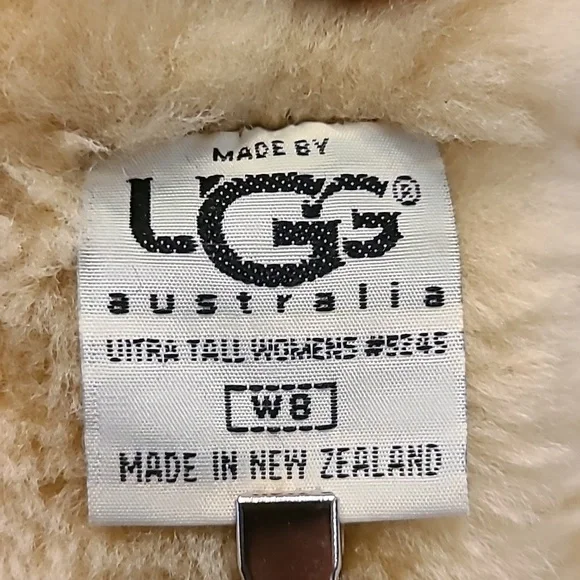 MADE BY
UGG®
australia
ULTRA TALL WOMENS #5245
W8
MADE IN NEW ZEALAND